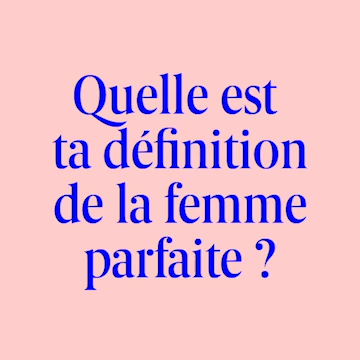 Quelle est
ta définition
de la femme
parfaite ?